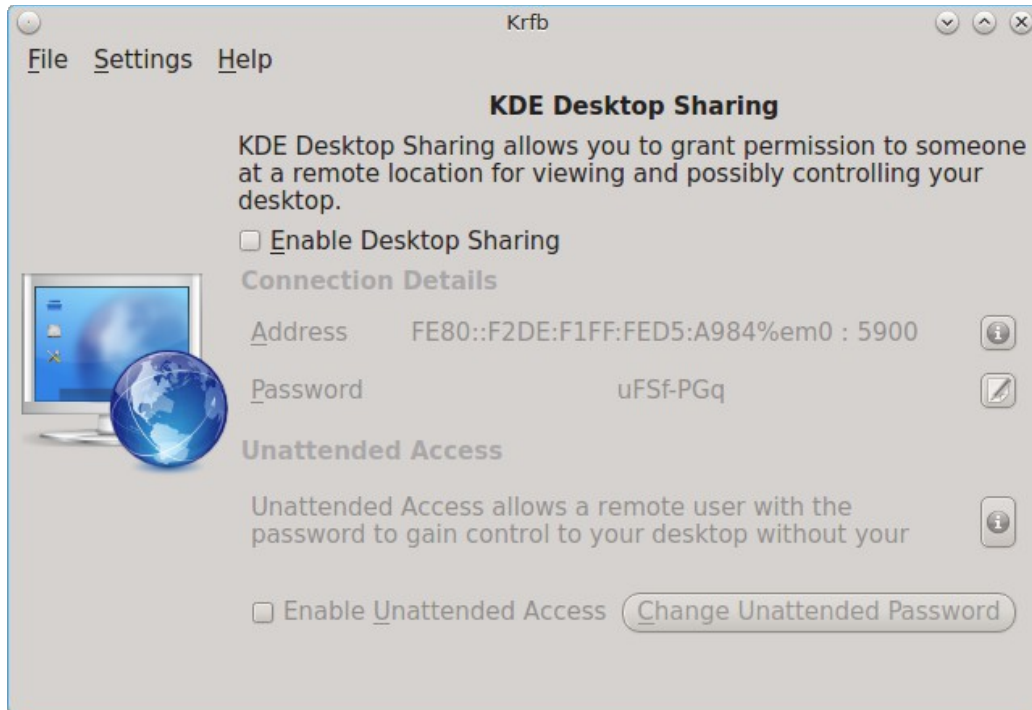 Krfb
File Settings Help
KDE Desktop Sharing
KDE Desktop Sharing allows you to grant permission to someone
at a remote location for viewing and possibly controlling your
desktop.
Enable Desktop Sharing
Connection Details
Address FE80::F2DE:F1FF:FED5:A984%em0 : 5900
Password uFSf-PGq
Unattended Access
Unattended Access allows a remote user with the
password to gain control to your desktop without your
Enable Unattended Access Change Unattended Password